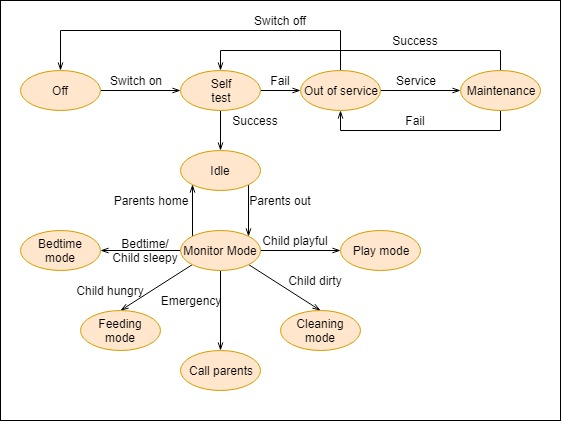 Switch off
Success
Off
Switch on
Self
test
Fail
Out of service
Service
Maintenance
Success
Fail
Idle
Parents home
Parents out
Bedtime
mode
Bedtime/
Child sleepy
Monitor Mode
Child playful
Play mode
Child hungry
Emergency
Child dirty
Feeding
mode
Cleaning
mode
Call parents